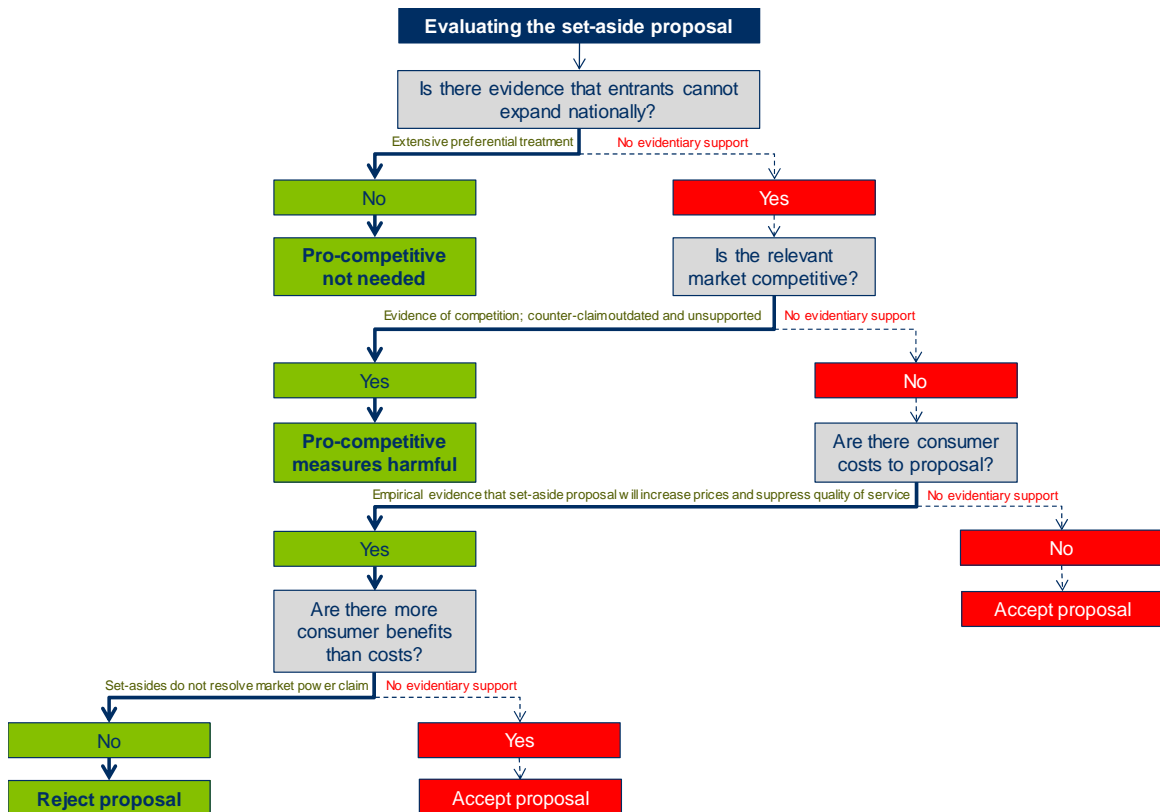 Evaluating the set-aside proposal
Is there evidence that entrants cannot
expand nationally?
Extensive preferential treatment
No evidentiary support
No
Yes
Pro-competitive
not needed
Is the relevant
market competitive?
Evidence of competition; counter-claim outdated and unsupported
No evidentiary support
Yes
No
Pro-competitive
measures harmful
Are there consumer
costs to proposal?
Empirical evidence that set-aside proposal will increase prices and suppress quality of service
No evidentiary support
Yes
No
Are there more
consumer benefits
than costs?
Accept proposal
Set-asides do not resolve market power claim
No evidentiary support
No
Yes
Reject proposal
Accept proposal